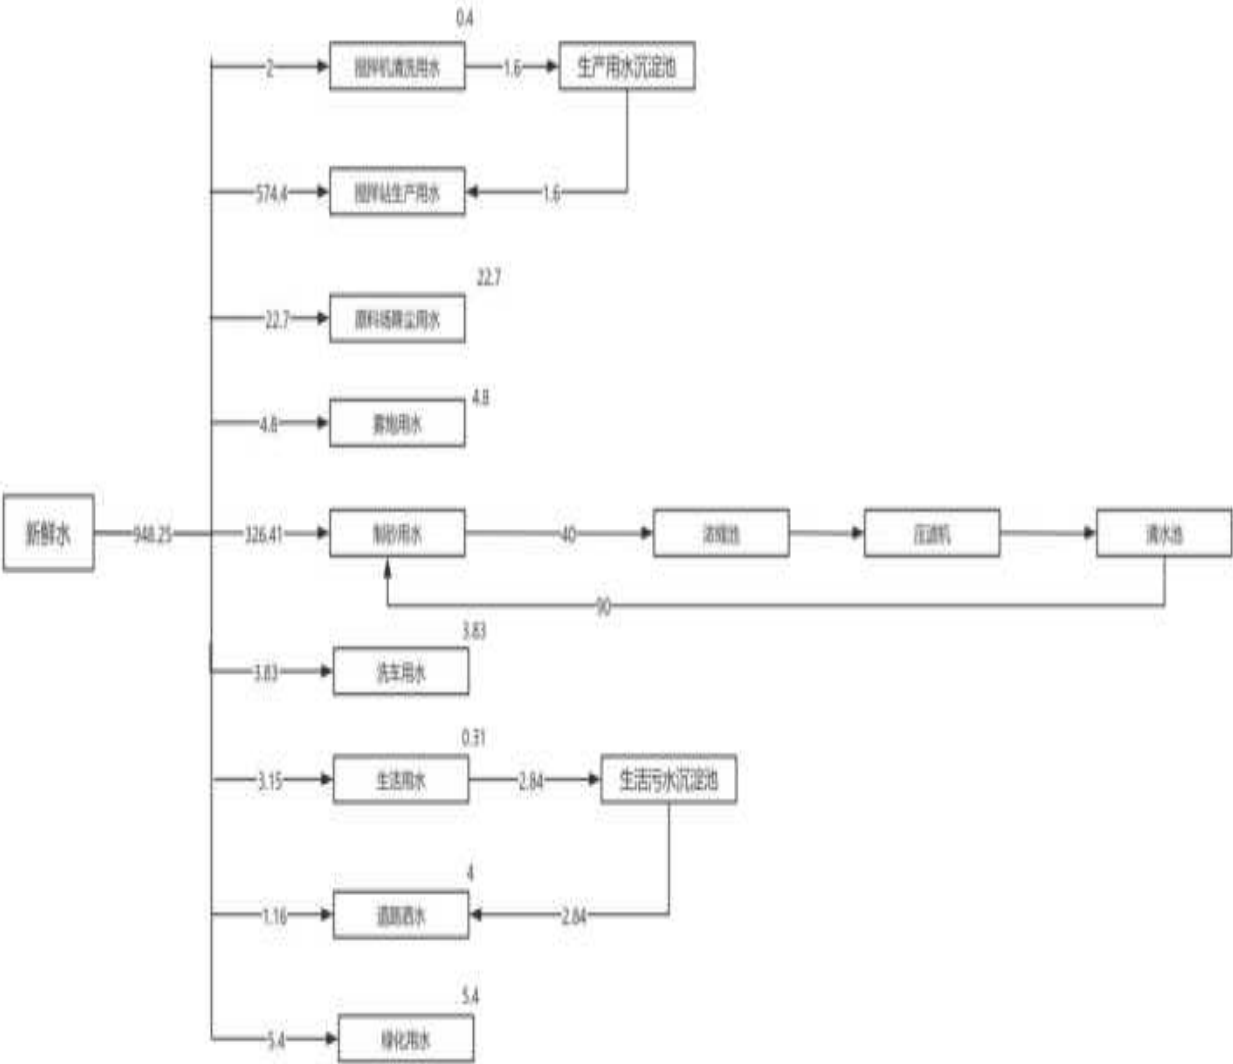 0.4
2
搅拌机清洗用水
1.6
生产用水沉淀池
574.4
搅拌站生产用水
1.6
22.7
22.7
原料场降尘用水
4.8
4.8
雾炮用水
新鲜水
948.25
326.41
制砂用水
40
浓缩池
压滤机
清水池
90
3.83
3.83
洗车用水
0.31
3.15
生活用水
2.84
生活污水沉淀池
4
1.16
道路洒水
2.84
5.4
5.4
绿化用水